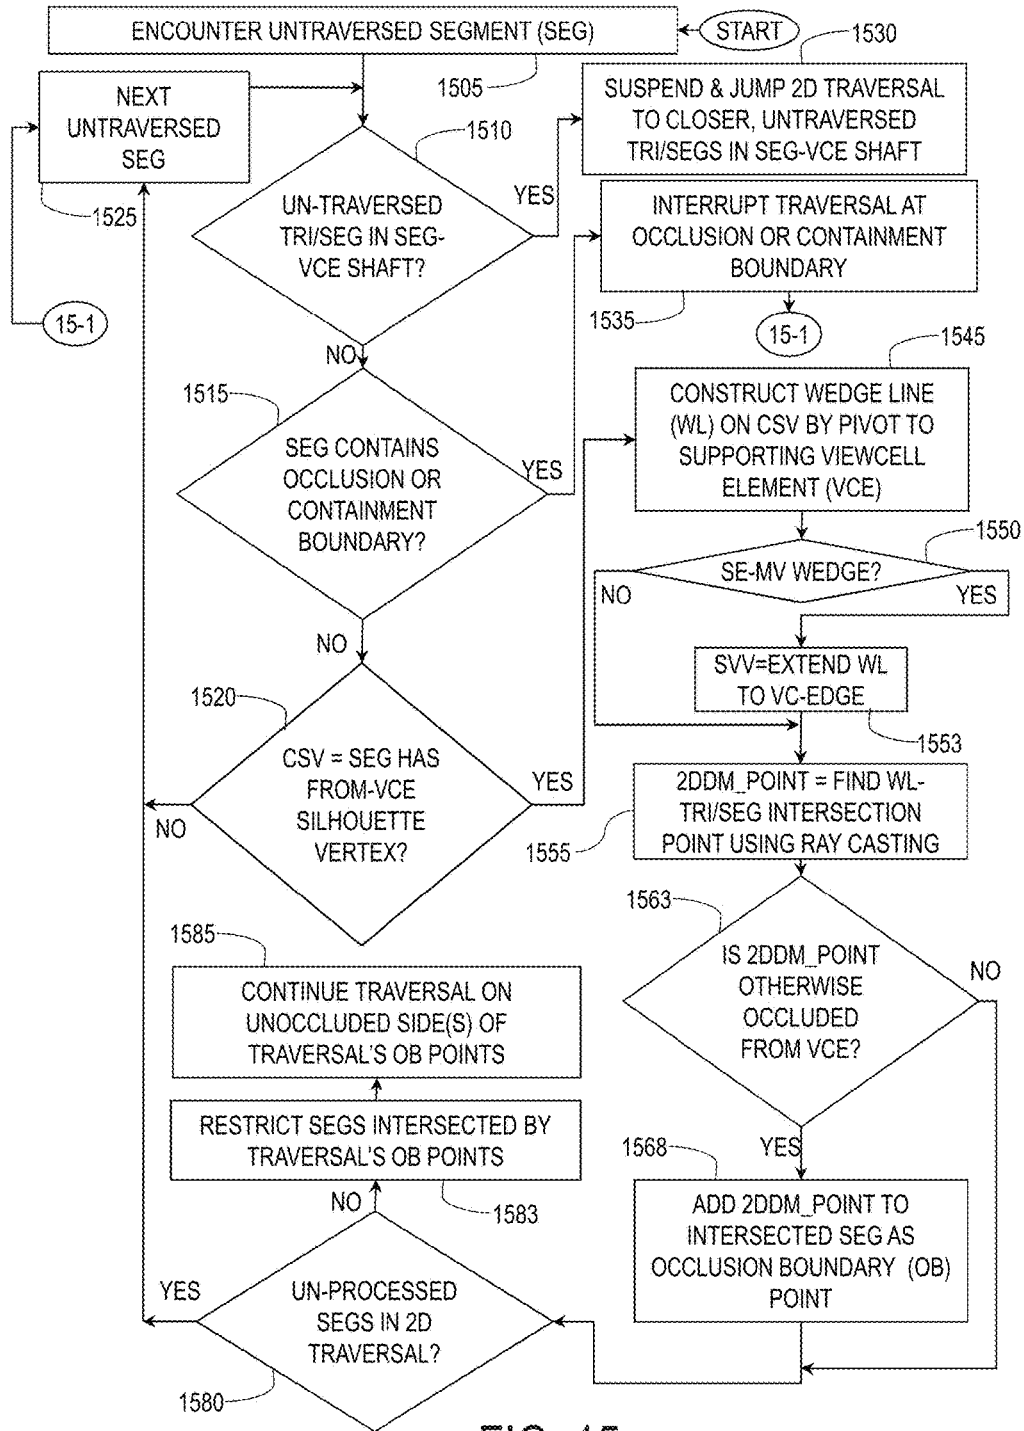 ENCOUNTER UNTRAVERSED SEGMENT (SEG)
START
1505
1530
NEXT
UNTRAVERSED
SEG
1525
SUSPEND & JUMP 2D TRAVERSAL
TO CLOSER, UNTRAVERSED
TRI/SEGS IN SEG-VCE SHAFT
1510
UN-TRAVERSED
TRI/SEG IN SEG-
VCE SHAFT?
YES
NO
INTERRUPT TRAVERSAL AT
OCCLUSION OR CONTAINMENT
BOUNDARY
1535
15-1
15-1
1515
SEG CONTAINS
OCCLUSION OR
CONTAINMENT
BOUNDARY?
YES
NO
1545
CONSTRUCT WEDGE LINE
(WL) ON CSV BY PIVOT TO
SUPPORTING VIEWCELL
ELEMENT (VCE)
1550
SE-MV WEDGE?
NO
YES
SVV=EXTEND WL
TO VC-EDGE
1553
1520
CSV = SEG HAS
FROM-VCE
SILHOUETTE
VERTEX?
YES
NO
2DDM_POINT = FIND WL-
TRI/SEG INTERSECTION
POINT USING RAY CASTING
1555
1563
IS 2DDM_POINT
OTHERWISE
OCCLUDED
FROM VCE?
NO
YES
1568
ADD 2DDM_POINT TO
INTERSECTED SEG AS
OCCLUSION BOUNDARY (OB)
POINT
1585
CONTINUE TRAVERSAL ON
UNOCCLUDED SIDE(S) OF
TRAVERSAL'S OB POINTS
RESTRICT SEGS INTERSECTED BY
TRAVERSAL'S OB POINTS
1583
NO
YES
UN-PROCESSED
SEGS IN 2D
TRAVERSAL?
1580